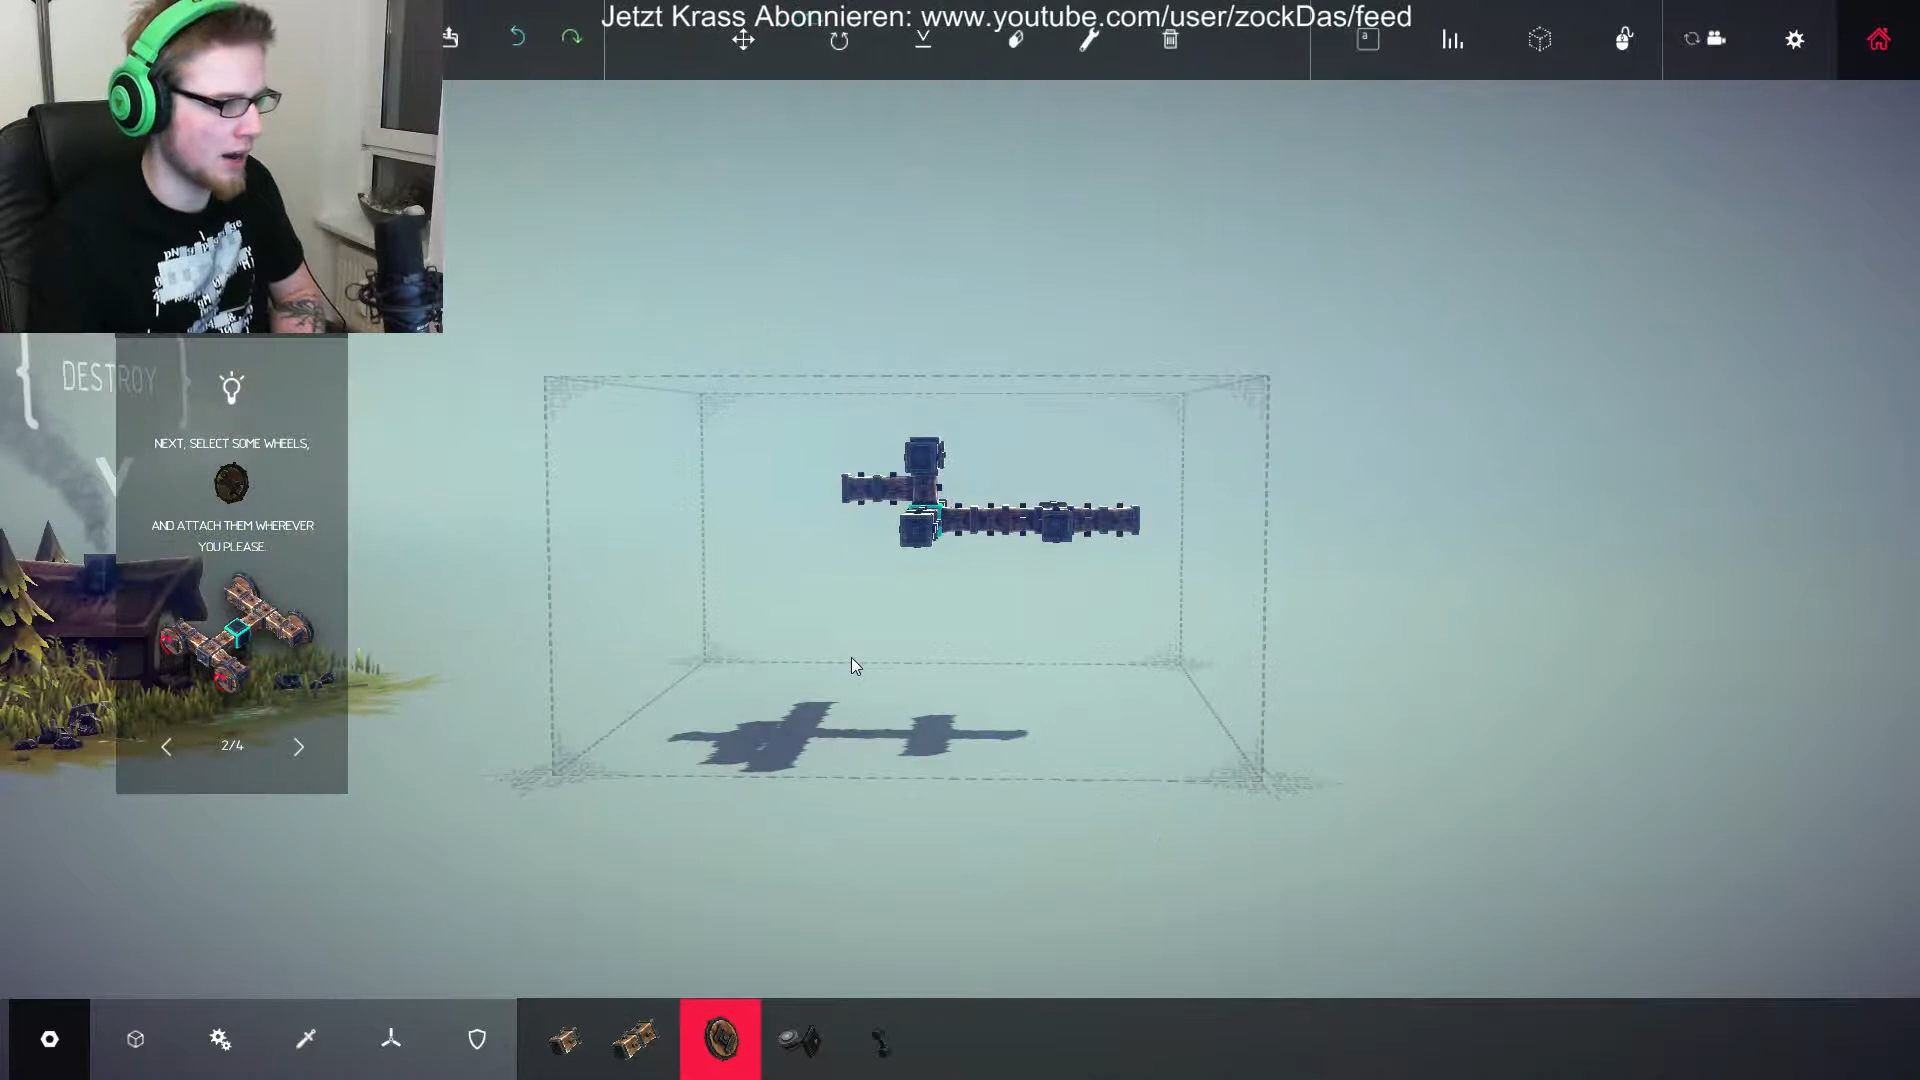 Jetzt Krass Abonnieren: www.youtube.com/user/zockDas/feed
DESTROY
NEXT, SELECT SOME WHEELS,
AND ATTACH THEM WHEREVER
YOU PLEASE.
2/4